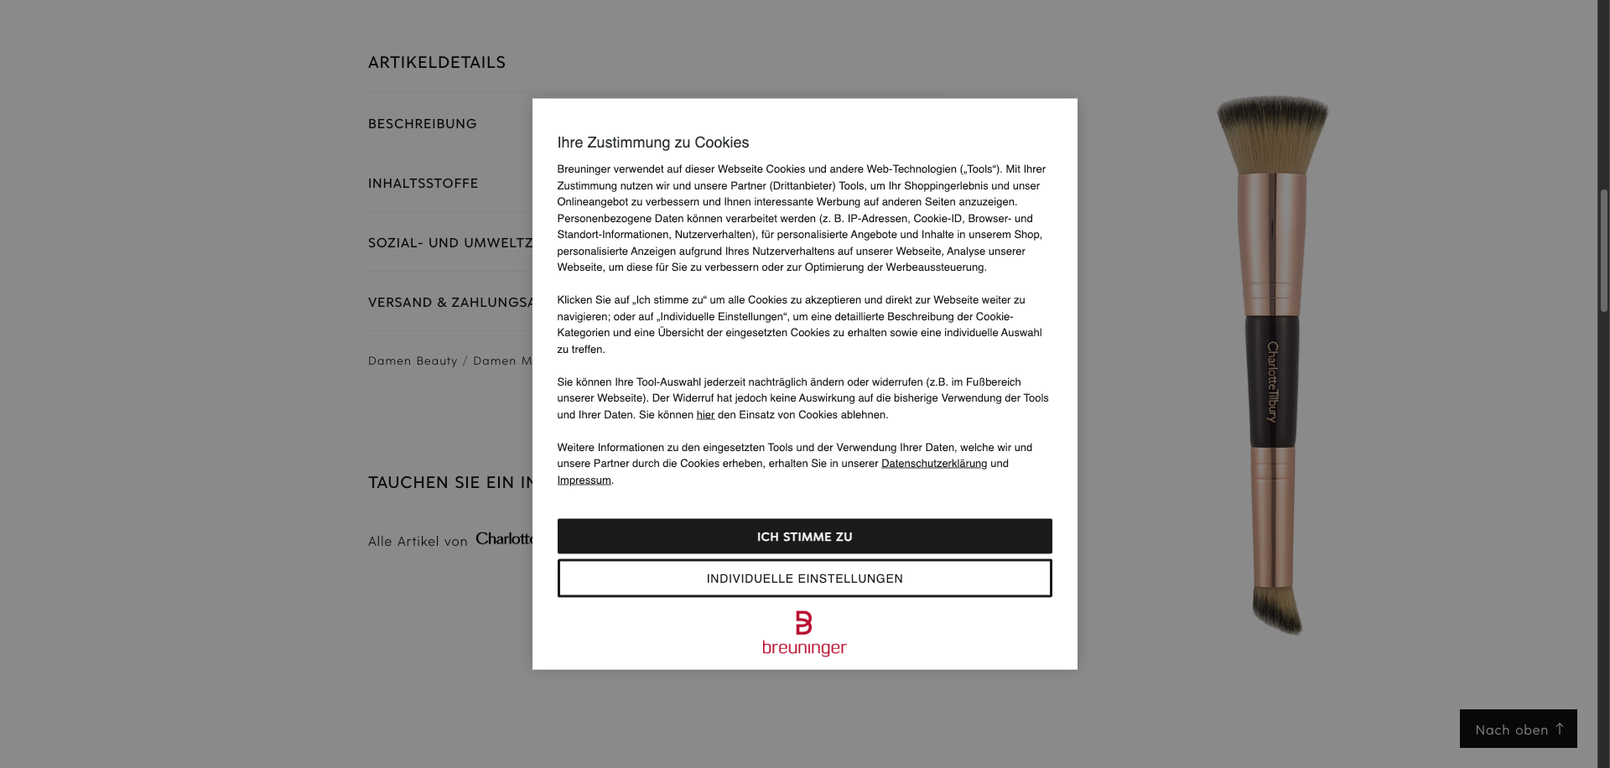 ARTIKELDETAILS
BESCHREIBUNG
INHALTSSTOFFE
SOZIAL- UND UMWELTZ
VERSAND & ZAHLUNGSA
Damen Beauty / Damen M
TAUCHEN SIE EIN IN
Alle Artikel von Charlotte
Ihre Zustimmung zu Cookies
Breuninger verwendet auf dieser Webseite Cookies und andere Web-Technologien („Tools“). Mit Ihrer
Zustimmung nutzen wir und unsere Partner (Drittanbieter) Tools, um Ihr Shoppingerlebnis und unser
Onlineangebot zu verbessern und Ihnen interessante Werbung auf anderen Seiten anzuzeigen.
Personenbezogene Daten können verarbeitet werden (z. B. IP-Adressen, Cookie-ID, Browser- und
Standort-Informationen, Nutzerverhalten), für personalisierte Angebote und Inhalte in unserem Shop,
personalisierte Anzeigen aufgrund Ihres Nutzerverhaltens auf unserer Webseite, Analyse unserer
Webseite, um diese für Sie zu verbessern oder zur Optimierung der Werbeaussteuerung.
Klicken Sie auf „Ich stimme zu“ um alle Cookies zu akzeptieren und direkt zur Webseite weiter zu
navigieren; oder auf „Individuelle Einstellungen“, um eine detaillierte Beschreibung der Cookie-
Kategorien und eine Übersicht der eingesetzten Cookies zu erhalten sowie eine individuelle Auswahl
zu treffen.
Sie können Ihre Tool-Auswahl jederzeit nachträglich ändern oder widerrufen (z.B. im Fußbereich
unserer Webseite). Der Widerruf hat jedoch keine Auswirkung auf die bisherige Verwendung der Tools
und Ihrer Daten. Sie können hier den Einsatz von Cookies ablehnen.
Weitere Informationen zu den eingesetzten Tools und der Verwendung Ihrer Daten, welche wir und
unsere Partner durch die Cookies erheben, erhalten Sie in unserer Datenschutzerklärung und
Impressum.
ICH STIMME ZU
INDIVIDUELLE EINSTELLUNGEN
breuninger
CharlotteTilbury
Nach oben ↑